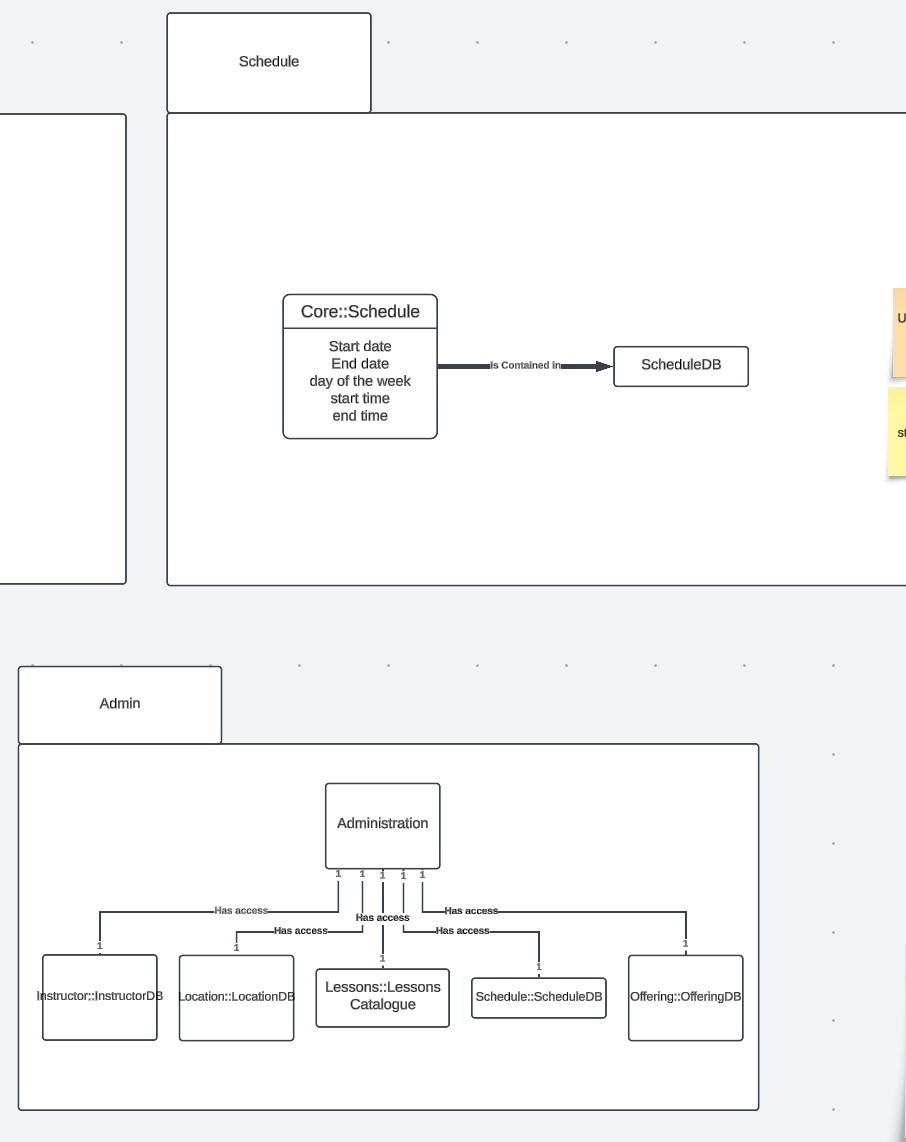 Schedule
Core::Schedule
Start date
End date
day of the week
start time
end time
Is Contained in
ScheduleDB
Admin
Administration
1 1 1 1 1
Has access
Has access
Has access
Has access
Has access
1
1
1
1
1
Instructor::InstructorDB
Location::LocationDB
Lessons::Lessons
Catalogue
Schedule::ScheduleDB
Offering::OfferingDB